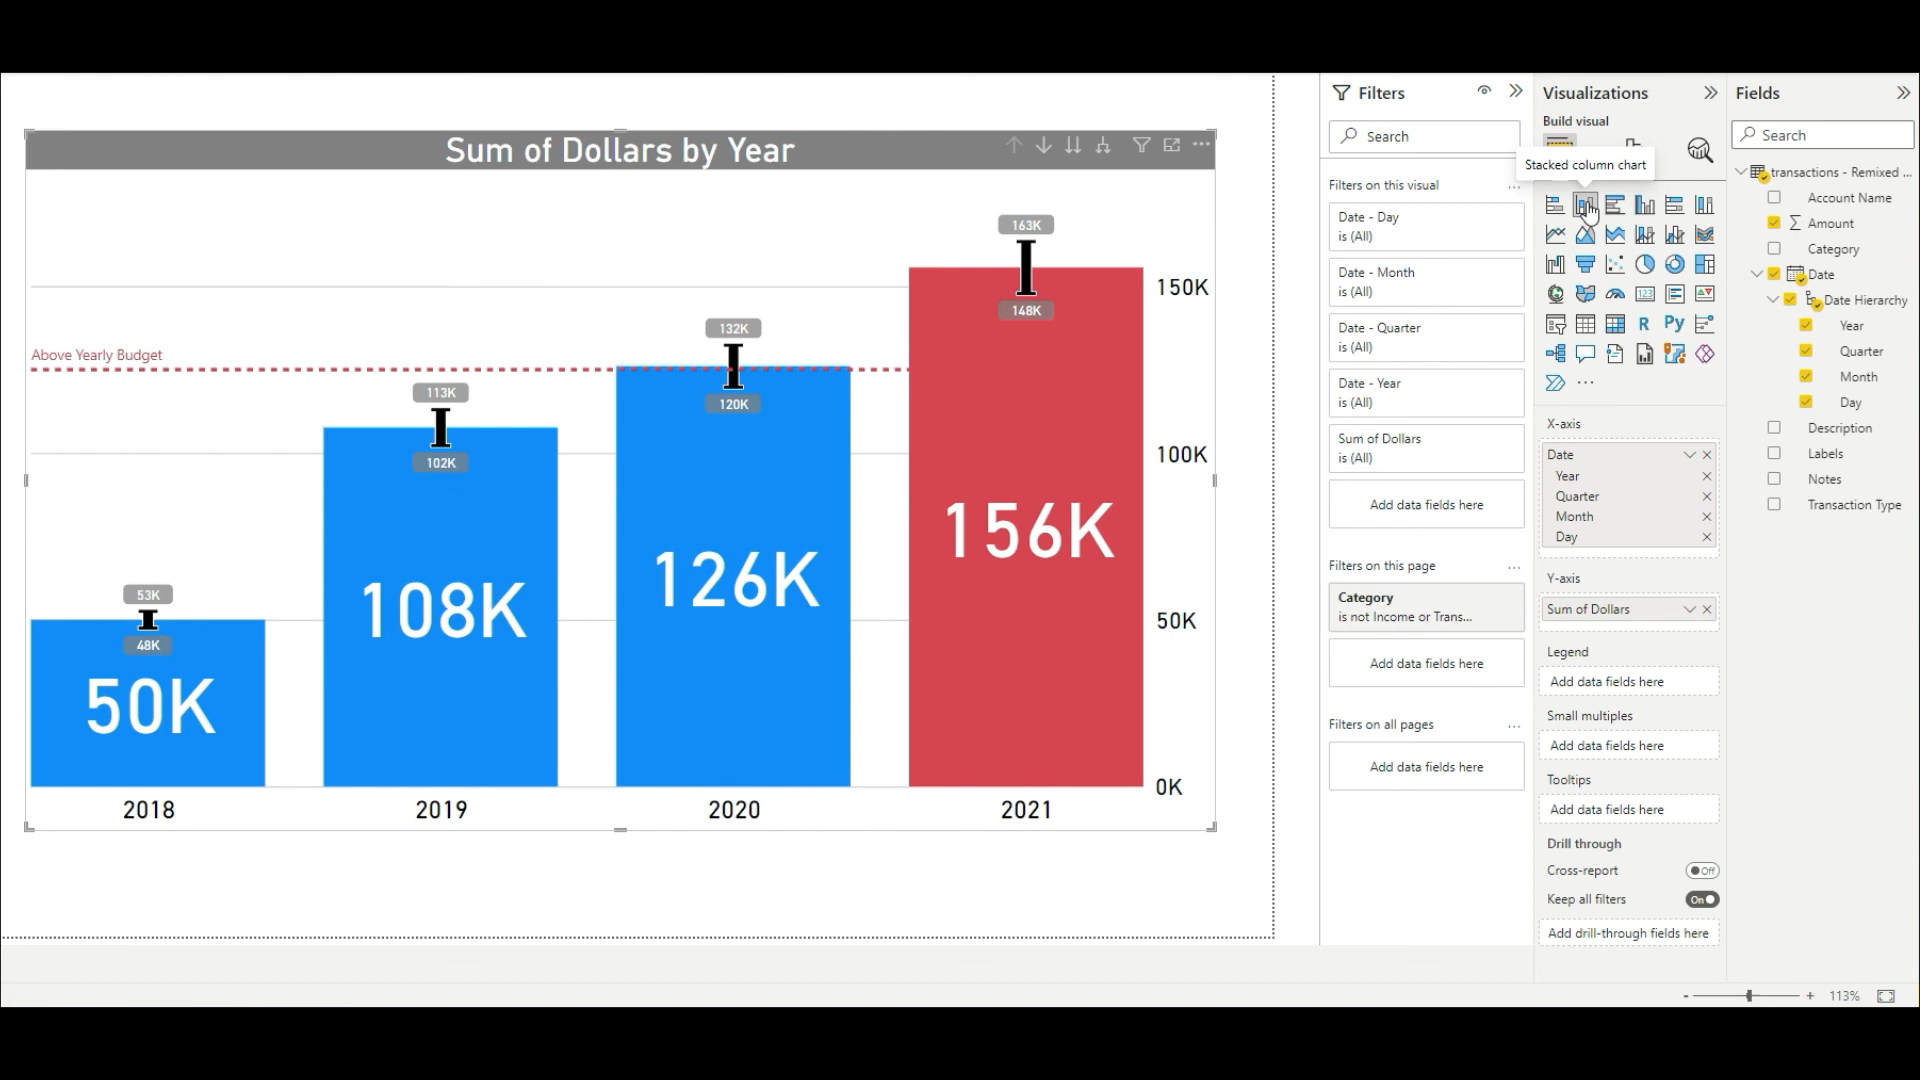 Sum of Dollars by Year
Above Yearly Budget
53K
48K
50K
113K
102K
108K
132K
120K
126K
163K
148K
156K
150K
100K
50K
0K
2018
2019
2020
2021
Filters
Search
Filters on this visual
Date - Day
is (All)
Date - Month
is (All)
Date - Quarter
is (All)
Date - Year
is (All)
Sum of Dollars
is (All)
Add data fields here
Filters on this page
Category
is not Income or Trans...
Add data fields here
Filters on all pages
Add data fields here
Visualizations
Build visual
Stacked column chart
123
R
Py
X-axis
Date
Year
Quarter
Month
Day
Y-axis
Sum of Dollars
Legend
Add data fields here
Small multiples
Add data fields here
Tooltips
Add data fields here
Drill through
Cross-report
Off
Keep all filters
On
Add drill-through fields here
Fields
Search
transactions - Remixed ...
Account Name
Amount
Category
Date
Date Hierarchy
Year
Quarter
Month
Day
Description
Labels
Notes
Transaction Type
- + 113%